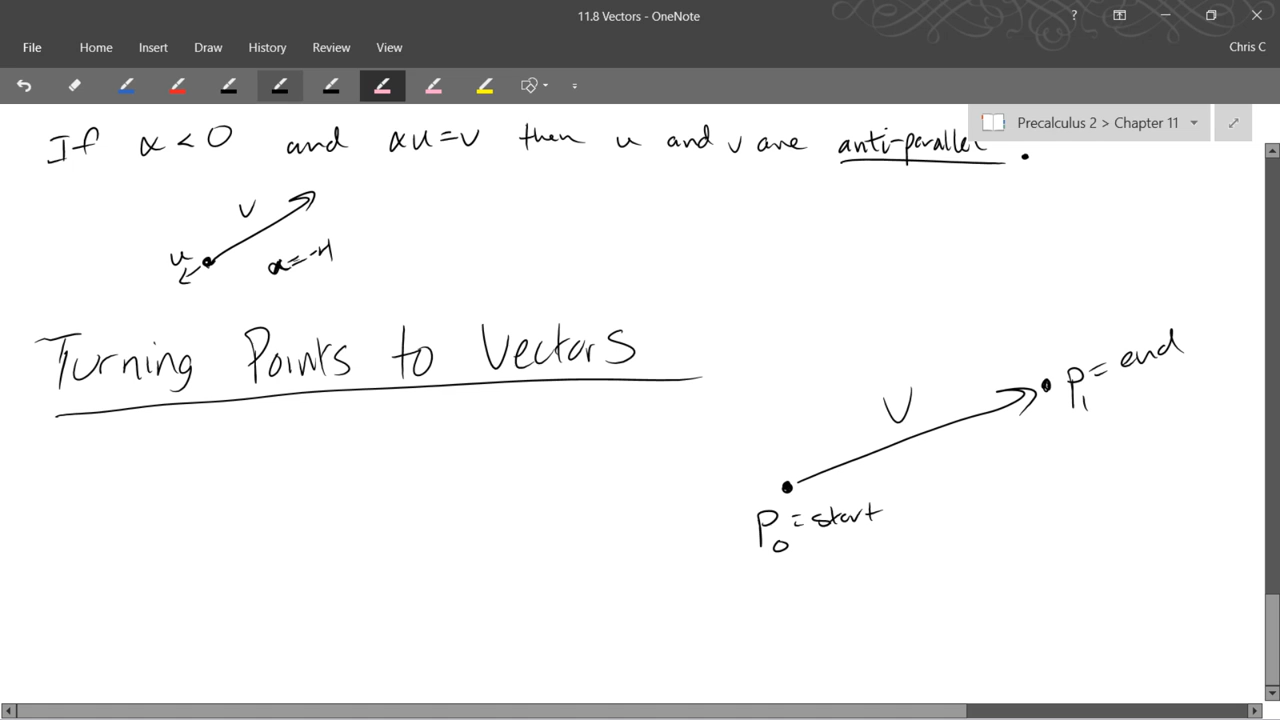 11.8 Vectors - OneNote
?
File Home Insert Draw History Review View
Chris C
Precalculus 2 > Chapter 11
If α < 0 and αu = v then u and v are anti-parallel.
v
u
α = -4
Turning Points to Vectors
P₁ = end
V
P₀ = start